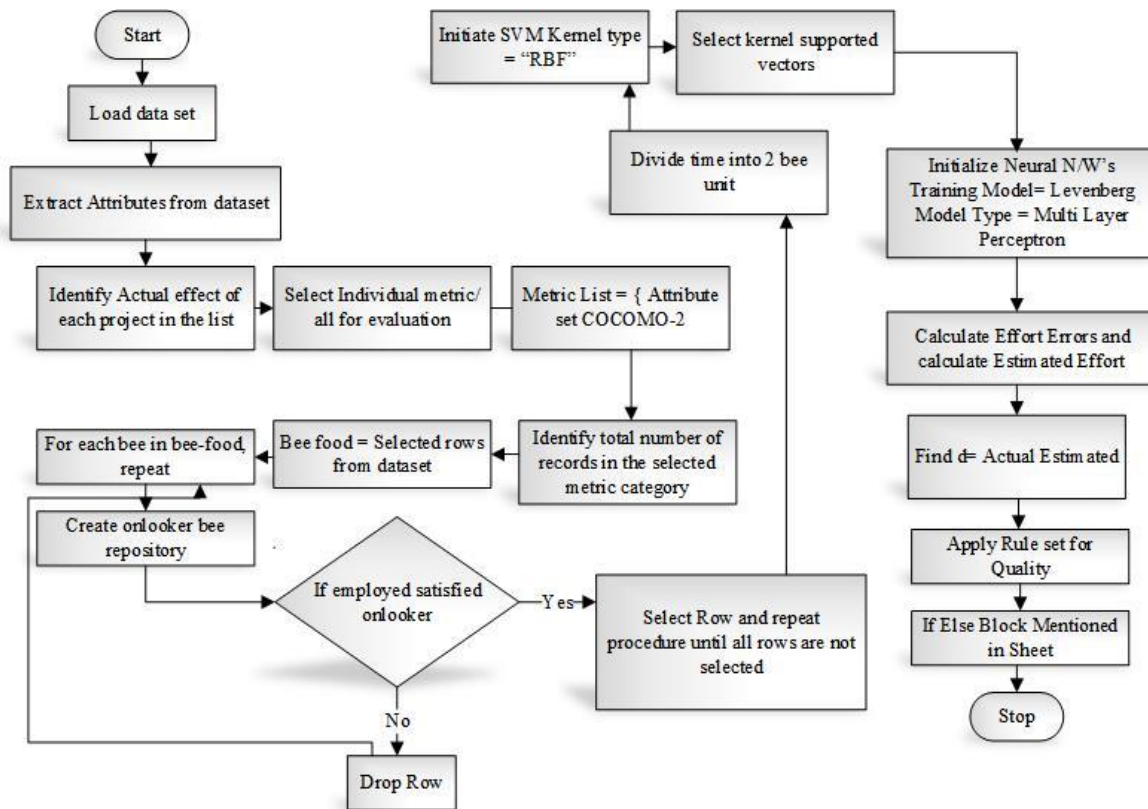 Start
Load data set
Extract Attributes from dataset
Identify Actual effect of
each project in the list
Select Individual metric/
all for evaluation
Metric List = { Attribute
set COCOMO-2
Identify total number of
records in the selected
metric category
Bee food = Selected rows
from dataset
For each bee in bee-food,
repeat
Create onlooker bee
repository
If employed satisfied
onlooker
Yes
No
Drop Row
Select Row and repeat
procedure until all rows are not
selected
Divide time into 2 bee
unit
Initiate SVM Kernel type
= “RBF”
Select kernel supported
vectors
Initialize Neural N/W’s
Training Model= Levenberg
Model Type = Multi Layer
Perceptron
Calculate Effort Errors and
calculate Estimated Effort
Find d= Actual Estimated
Apply Rule set for
Quality
If Else Block Mentioned
in Sheet
Stop